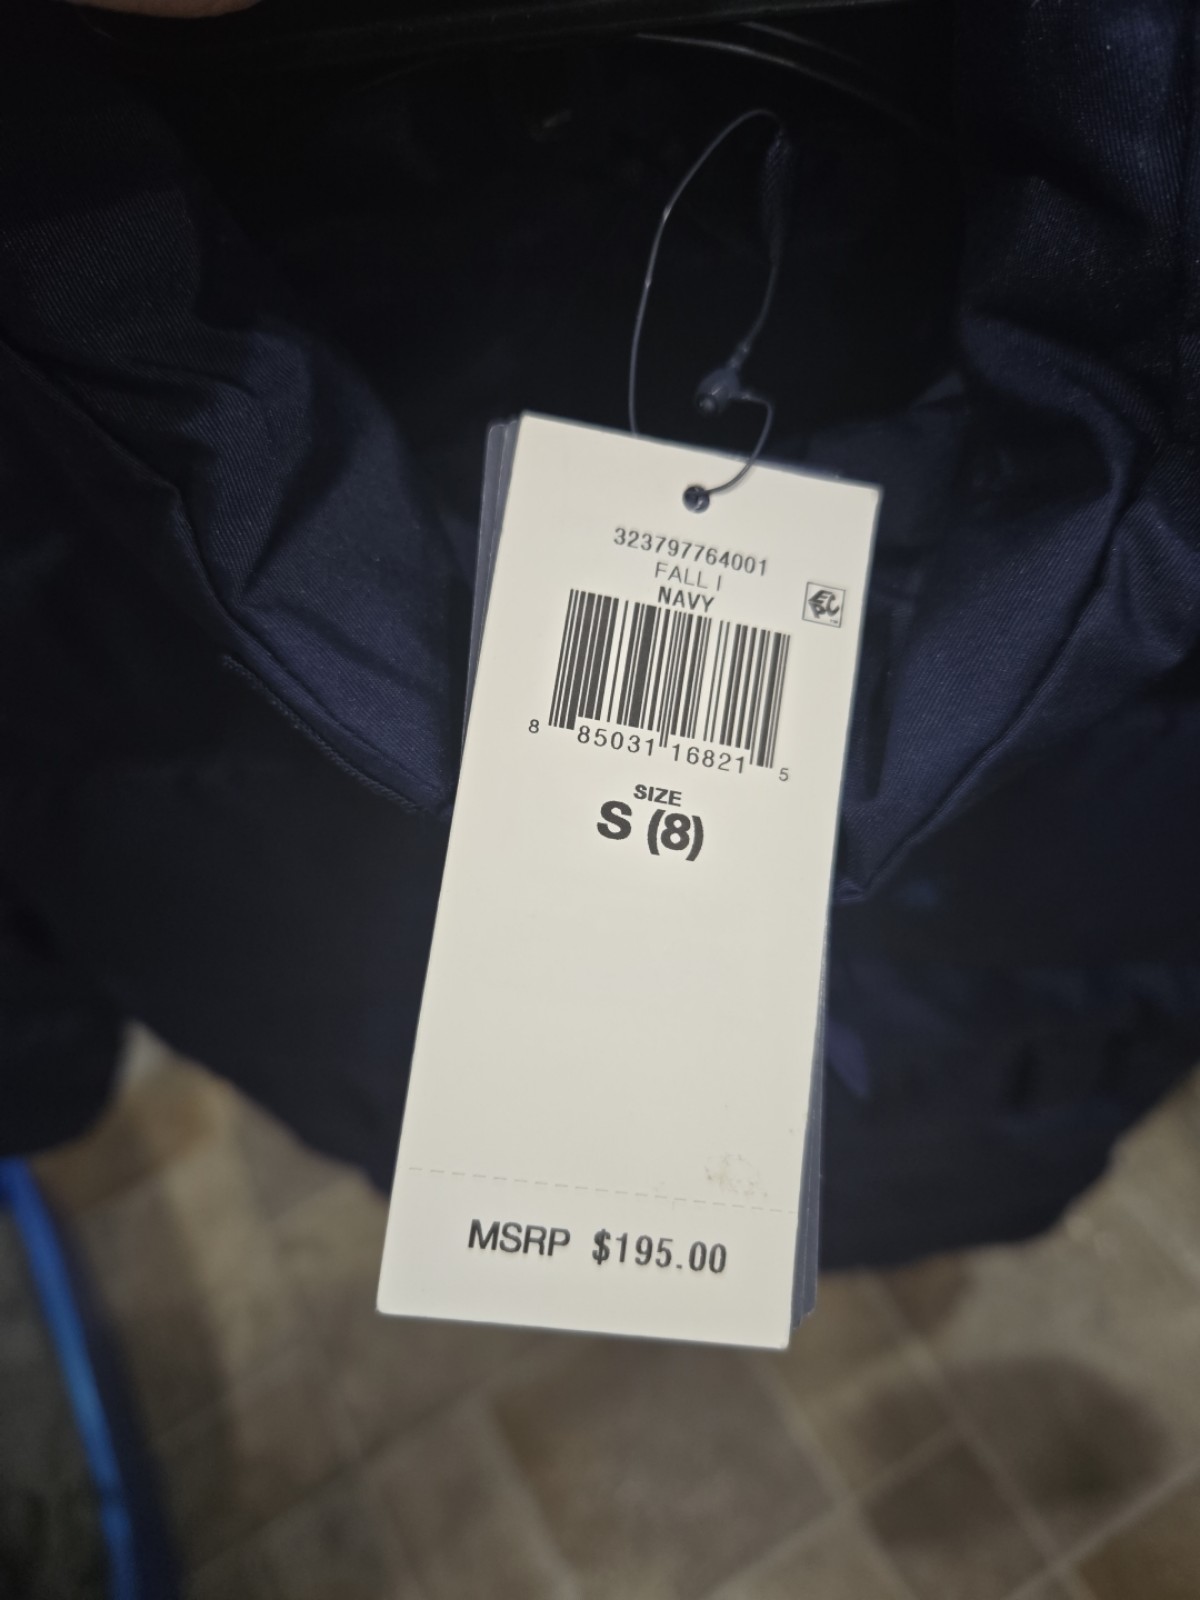 323797764001
FALL I
NAVY
8 85031 16821 5
SIZE
S (8)
MSRP $195.00